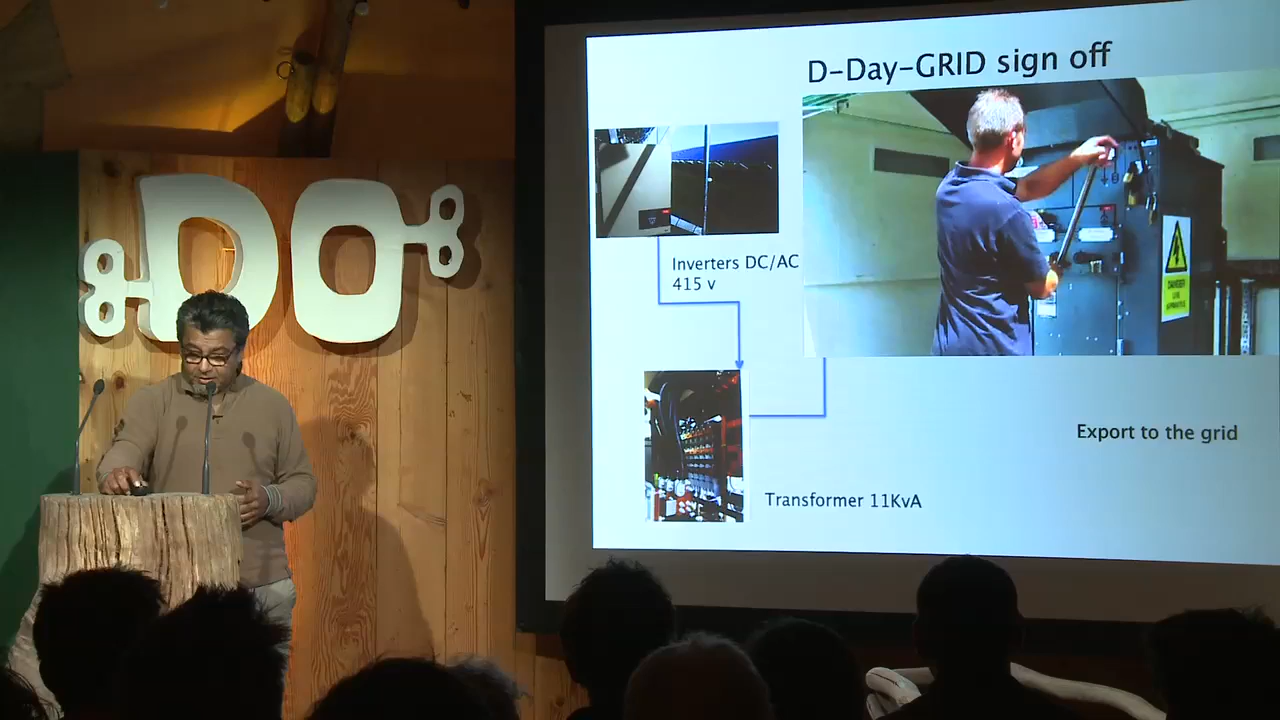 DO
D-Day-GRID sign off
Inverters DC/AC
415 v
Transformer 11KvA
Export to the grid
DANGER